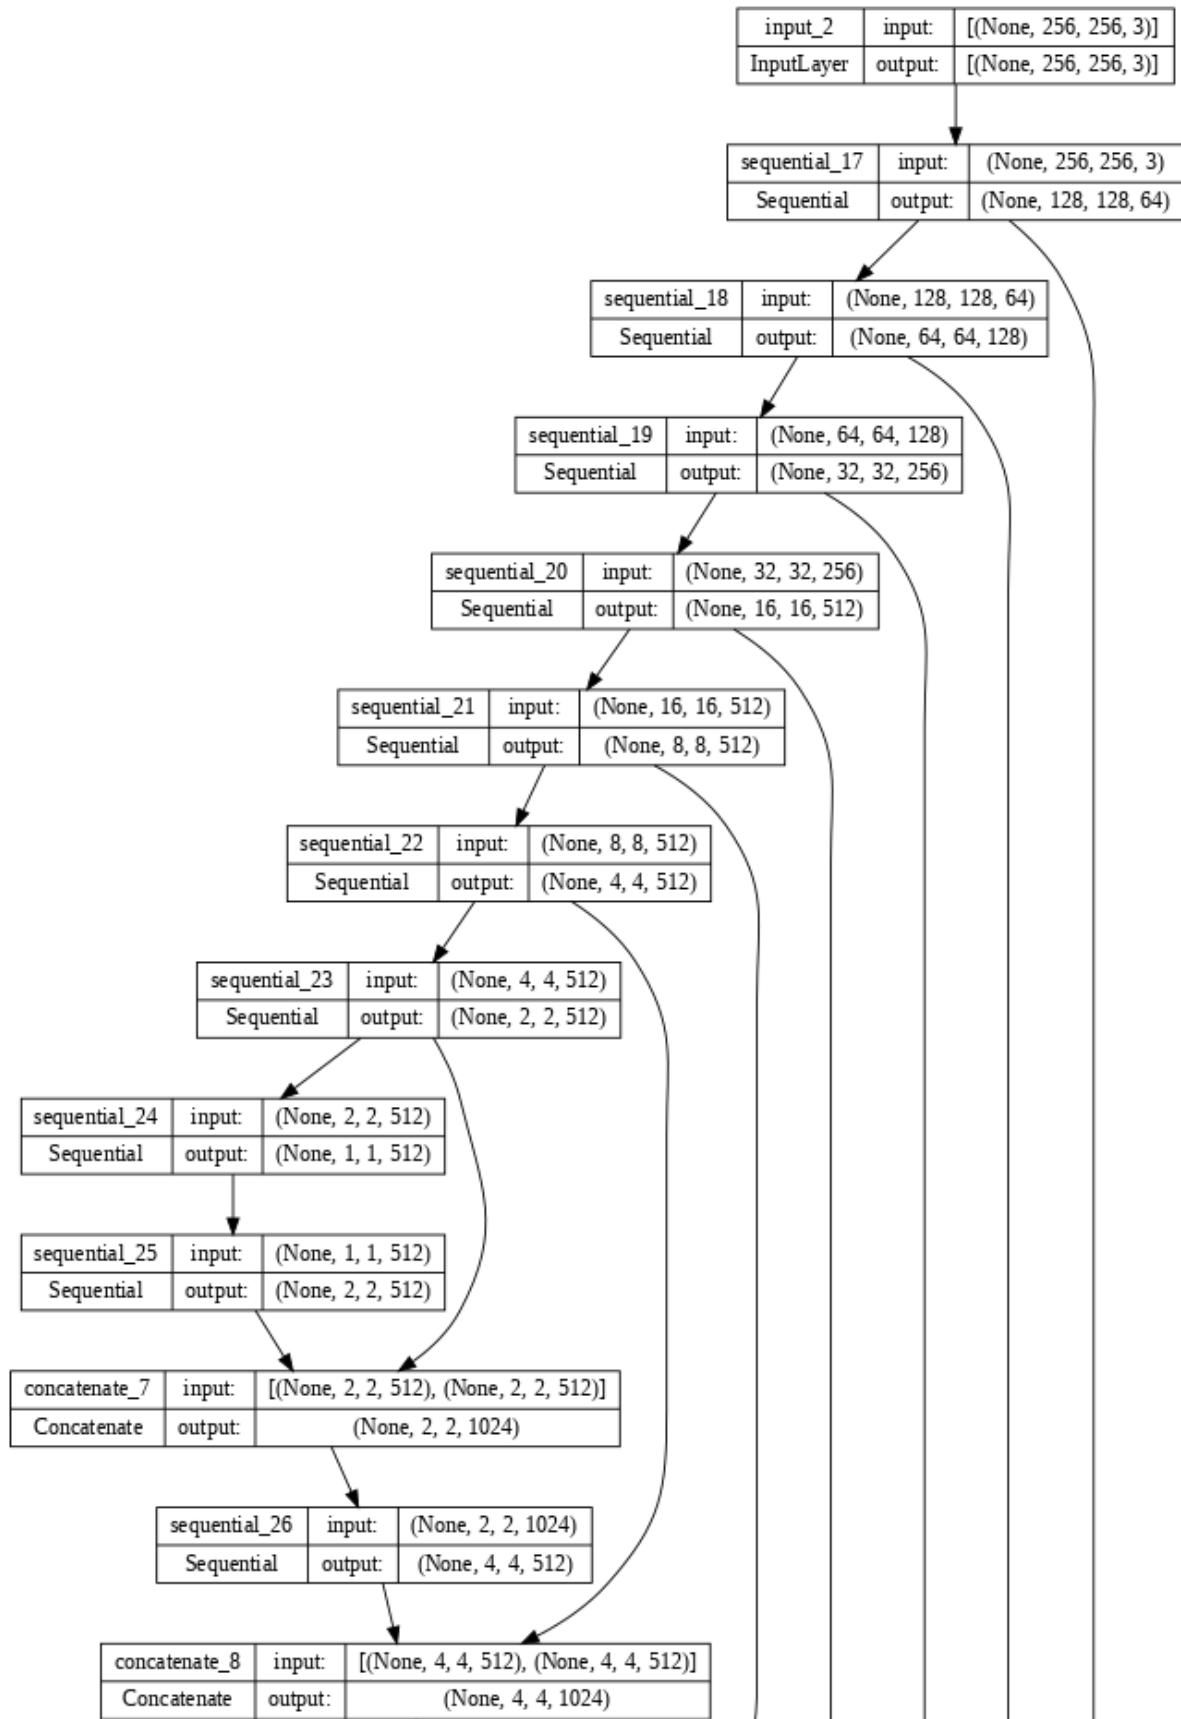 input_2 input: [(None, 256, 256, 3)]
InputLayer output: [(None, 256, 256, 3)]
sequential_17 input: (None, 256, 256, 3)
Sequential output: (None, 128, 128, 64)
sequential_18 input: (None, 128, 128, 64)
Sequential output: (None, 64, 64, 128)
sequential_19 input: (None, 64, 64, 128)
Sequential output: (None, 32, 32, 256)
sequential_20 input: (None, 32, 32, 256)
Sequential output: (None, 16, 16, 512)
sequential_21 input: (None, 16, 16, 512)
Sequential output: (None, 8, 8, 512)
sequential_22 input: (None, 8, 8, 512)
Sequential output: (None, 4, 4, 512)
sequential_23 input: (None, 4, 4, 512)
Sequential output: (None, 2, 2, 512)
sequential_24 input: (None, 2, 2, 512)
Sequential output: (None, 1, 1, 512)
sequential_25 input: (None, 1, 1, 512)
Sequential output: (None, 2, 2, 512)
concatenate_7 input: [(None, 2, 2, 512), (None, 2, 2, 512)]
Concatenate output: (None, 2, 2, 1024)
sequential_26 input: (None, 2, 2, 1024)
Sequential output: (None, 4, 4, 512)
concatenate_8 input: [(None, 4, 4, 512), (None, 4, 4, 512)]
Concatenate output: (None, 4, 4, 1024)